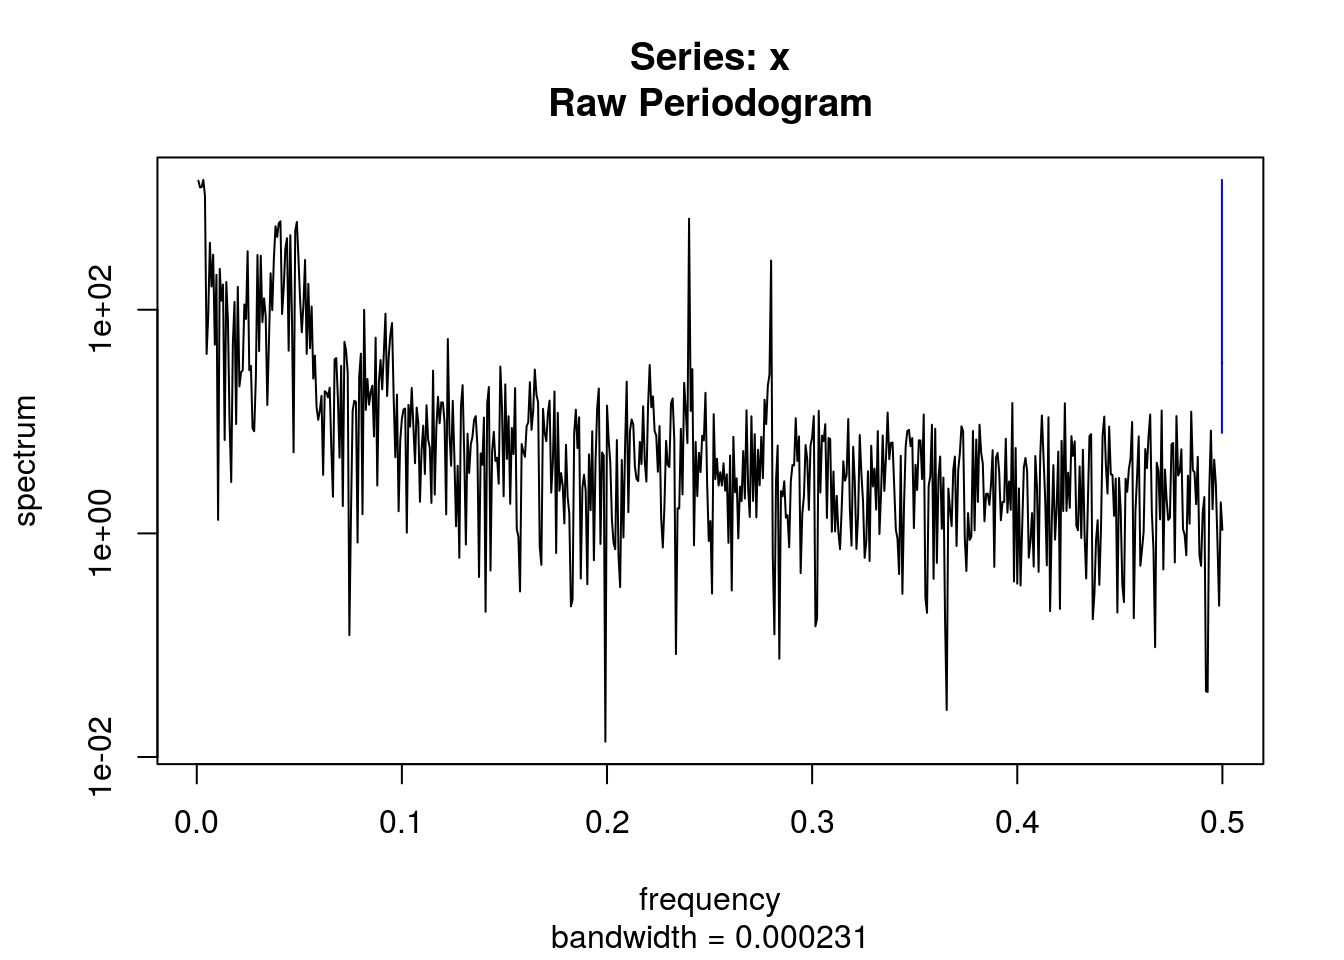 Series: x
Raw Periodogram
spectrum
1e+02
1e+00
1e-02
0.0 0.1 0.2 0.3 0.4 0.5
frequency
bandwidth = 0.000231